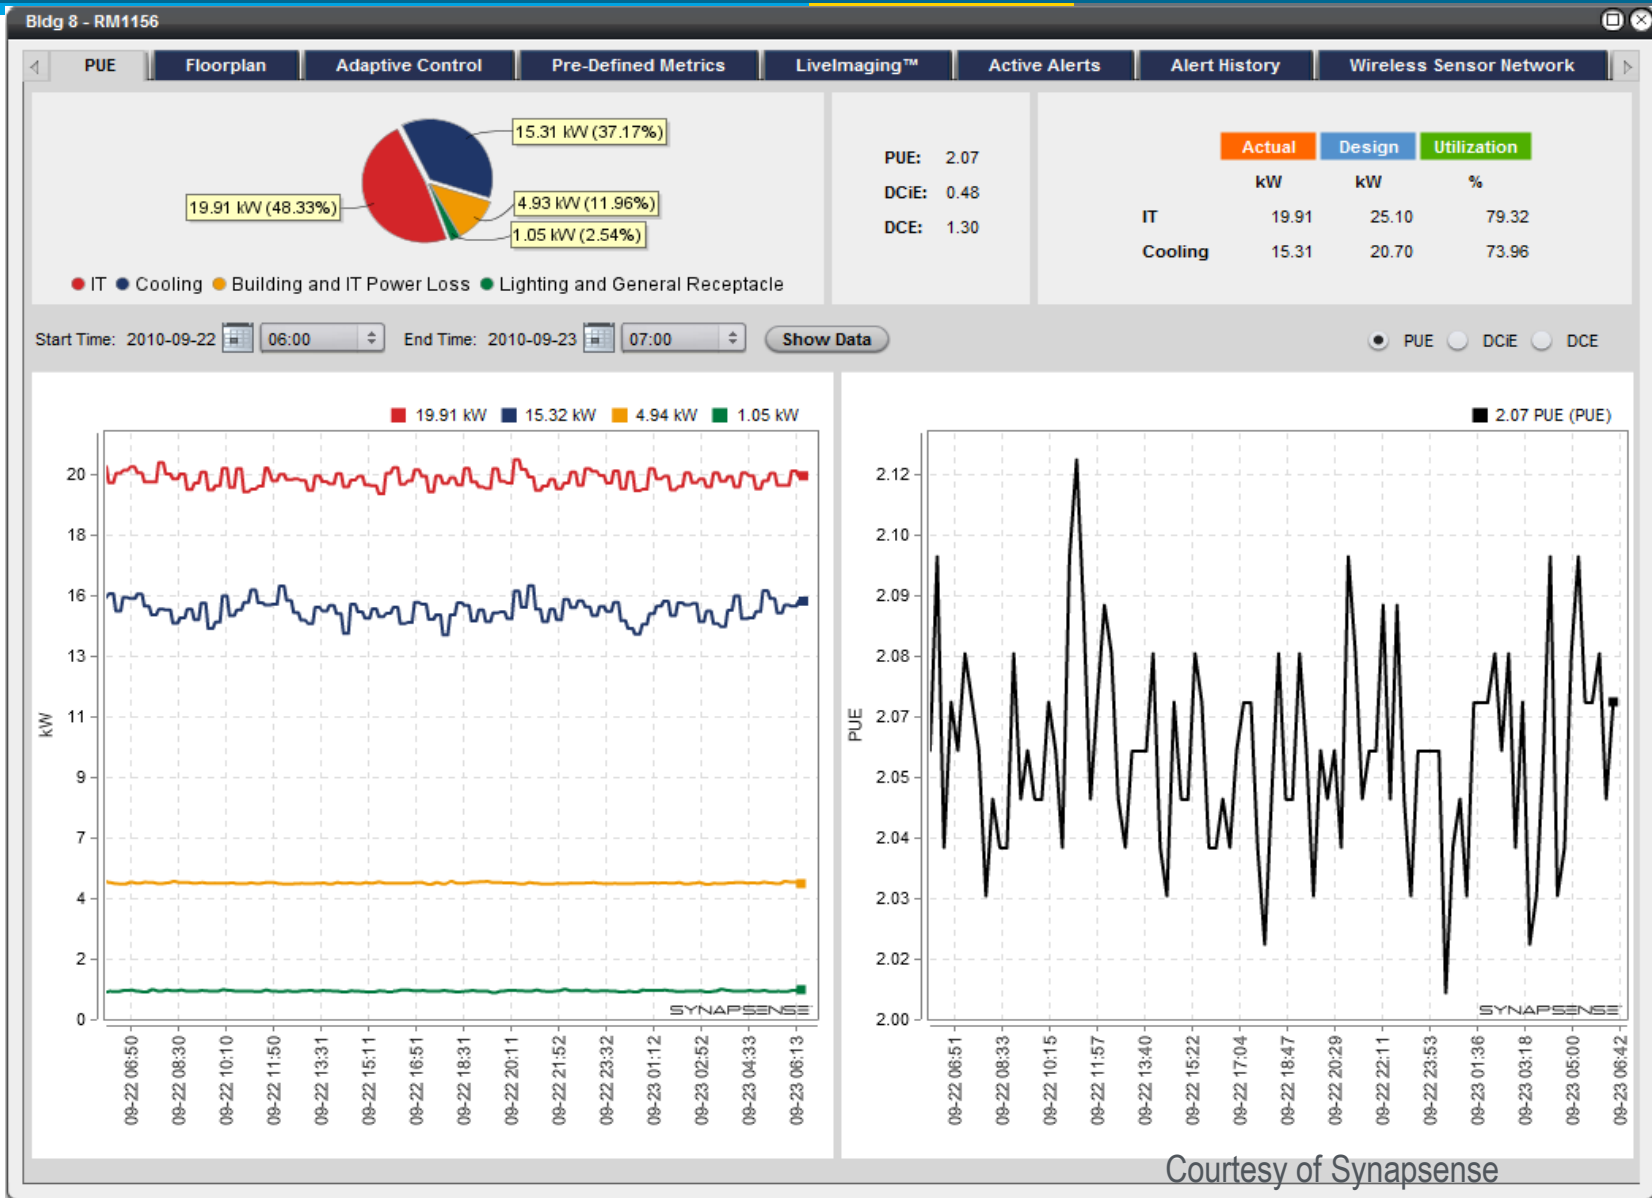 Bldg 8 - RM1156
PUE Floorplan Adaptive Control Pre-Defined Metrics LiveImaging™ Active Alerts Alert History Wireless Sensor Network
15.31 kW (37.17%)
19.91 kW (48.33%)
4.93 kW (11.96%)
1.05 kW (2.54%)
IT Cooling Building and IT Power Loss Lighting and General Receptacle
PUE: 2.07
DCiE: 0.48
DCE: 1.30
Actual Design Utilization
kW kW %
IT 19.91 25.10 79.32
Cooling 15.31 20.70 73.96
Start Time: 2010-09-22 06:00 End Time: 2010-09-23 07:00 Show Data PUE DCiE DCE
19.91 kW 15.32 kW 4.94 kW 1.05 kW
20
18
16
13
11
9
7
4
2
0
kW
SYNAPSENSE
09-22 06:50
09-22 08:30
09-22 10:10
09-22 11:50
09-22 13:31
09-22 15:11
09-22 16:51
09-22 18:31
09-22 20:11
09-22 21:52
09-22 23:32
09-23 01:12
09-23 02:52
09-23 04:33
09-23 06:13
2.07 PUE (PUE)
2.12
2.10
2.09
2.08
2.07
2.05
2.04
2.03
2.02
2.00
PUE
SYNAPSENSE
09-22 06:51
09-22 08:33
09-22 10:15
09-22 11:57
09-22 13:40
09-22 15:22
09-22 17:04
09-22 18:47
09-22 20:29
09-22 22:11
09-22 23:53
09-23 01:36
09-23 03:18
09-23 05:00
09-23 06:42
Courtesy of Synapsense